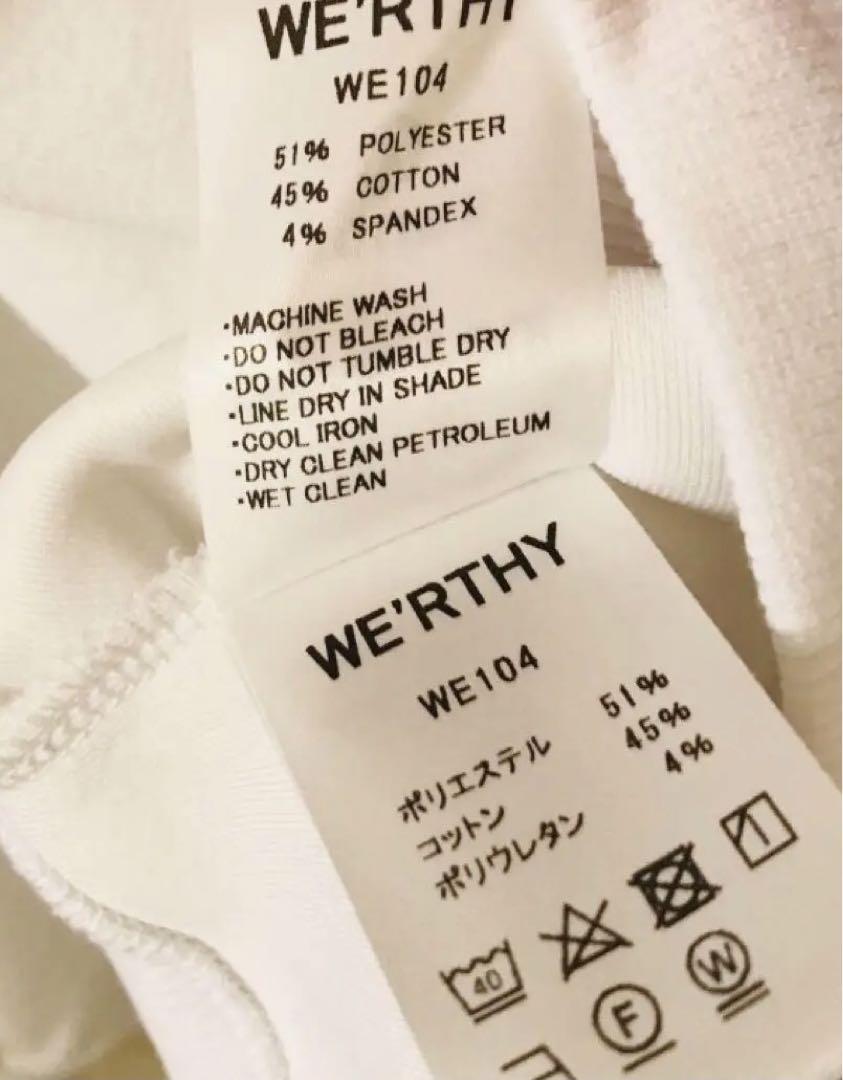 WE'RTHY
WE104
51% POLYESTER
45% COTTON
4% SPANDEX
·MACHINE WASH
·DO NOT BLEACH
·DO NOT TUMBLE DRY
·LINE DRY IN SHADE
·COOL IRON
·DRY CLEAN PETROLEUM
·WET CLEAN
WE'RTHY
WE104
ポリエステル 51%
コットン 45%
ポリウレタン 4%
40
F
W